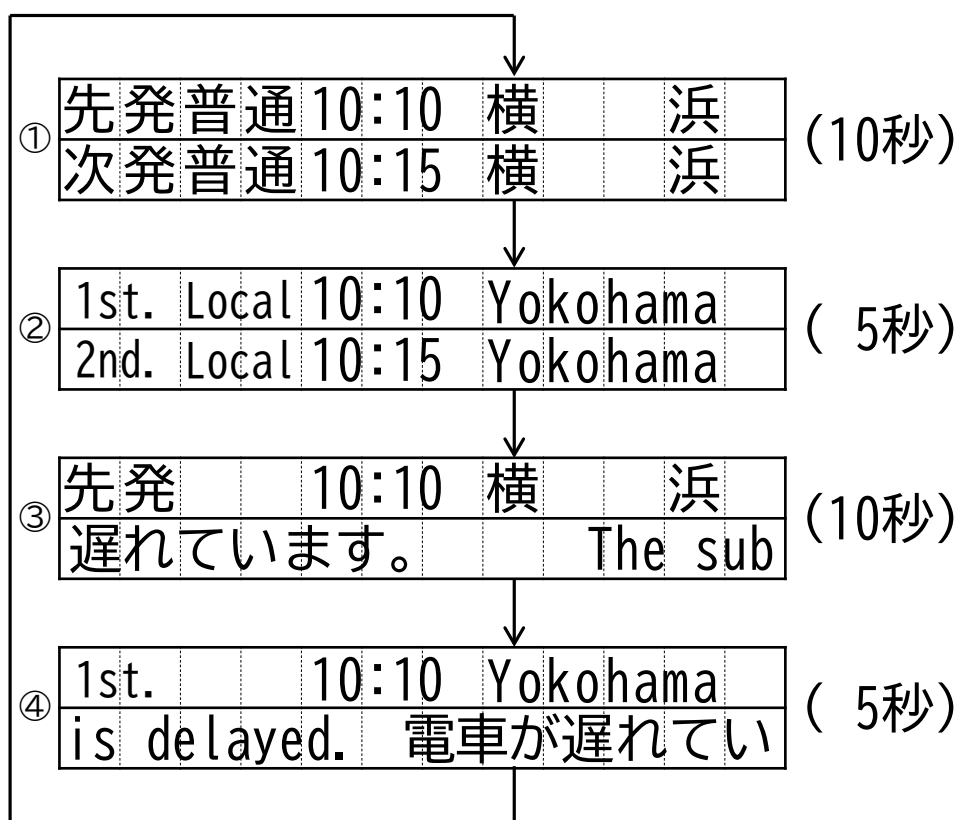 ①
先発普通10:10 横　　浜
次発普通10:15 横　　浜
(10秒)
②
1st. Local 10:10 Yokohama
2nd. Local 10:15 Yokohama
( 5秒)
③
先発　　10:10 横　　浜
遅れています。　　The sub
(10秒)
④
1st.　　10:10 Yokohama
is delayed.　電車が遅れてい
( 5秒)